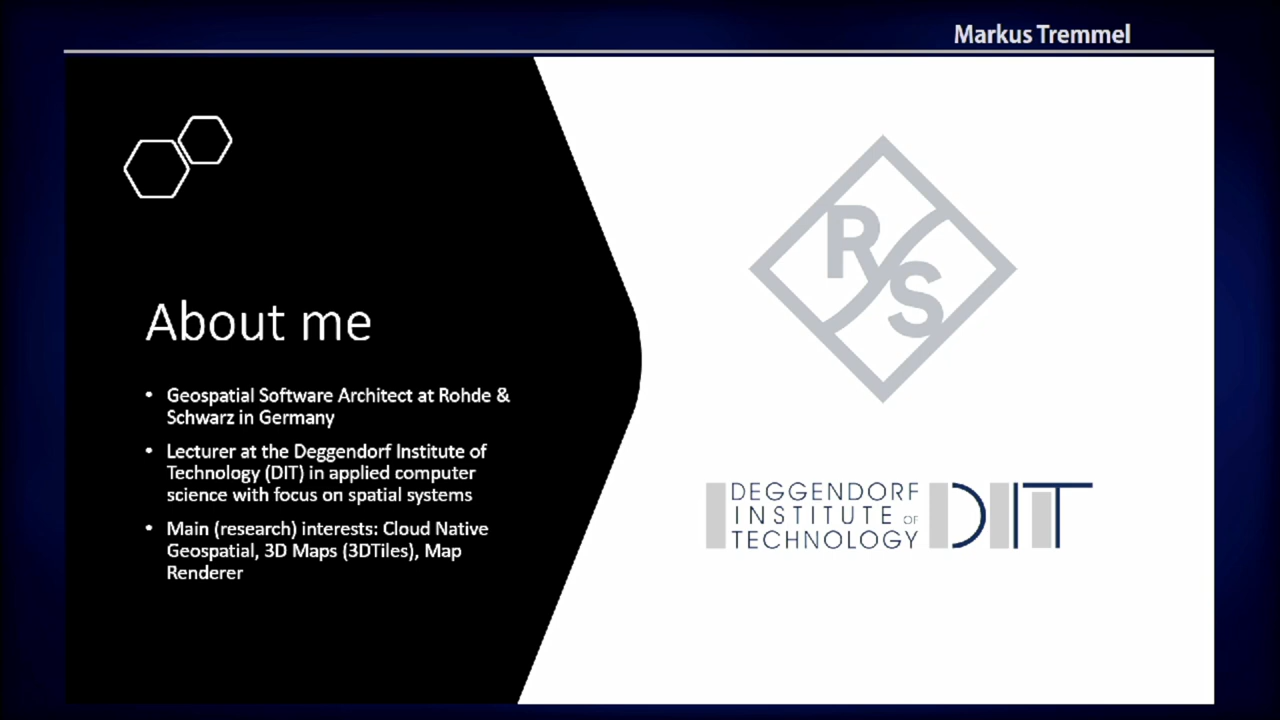 Markus Tremmel
About me
• Geospatial Software Architect at Rohde &
Schwarz in Germany
• Lecturer at the Deggendorf Institute of
Technology (DIT) in applied computer
science with focus on spatial systems
• Main (research) interests: Cloud Native
Geospatial, 3D Maps (3DTiles), Map
Renderer
R
S
DEGGENDORF
INSTITUTE OF
TECHNOLOGY
DIT